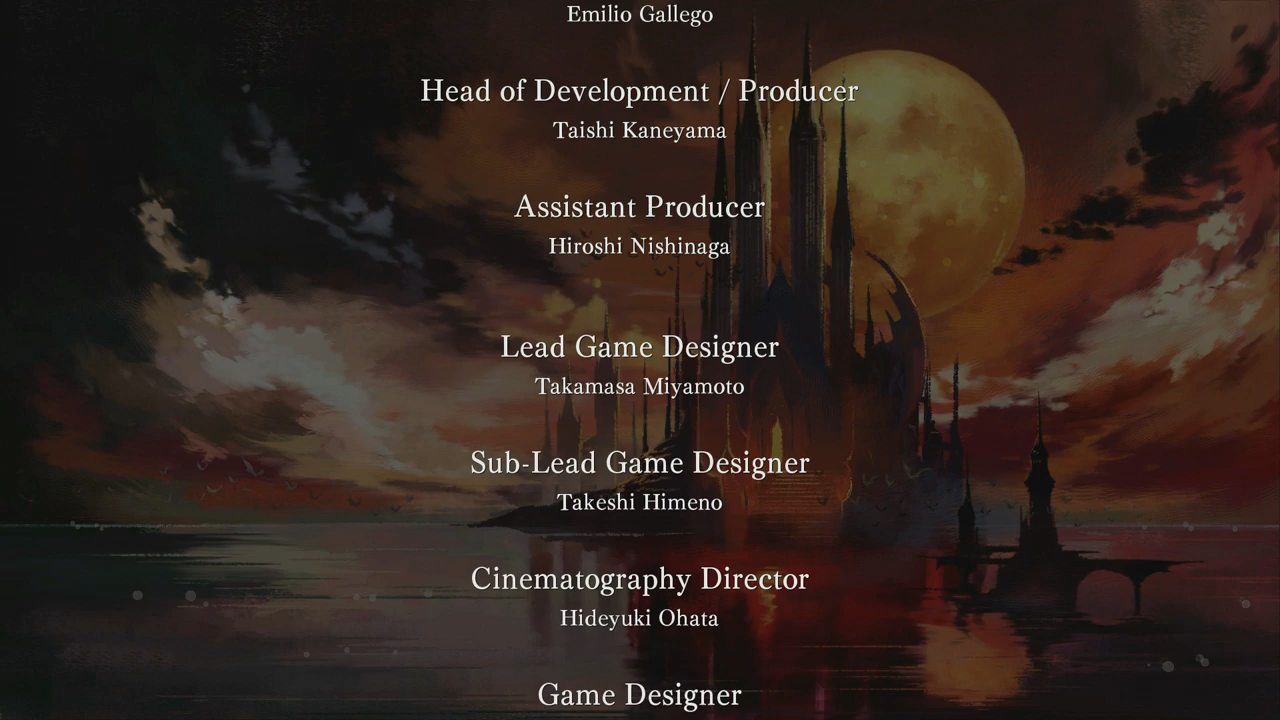 Emilio Gallego
Head of Development / Producer
Taishi Kaneyama
Assistant Producer
Hiroshi Nishinaga
Lead Game Designer
Takamasa Miyamoto
Sub-Lead Game Designer
Takeshi Himeno
Cinematography Director
Hideyuki Ohata
Game Designer